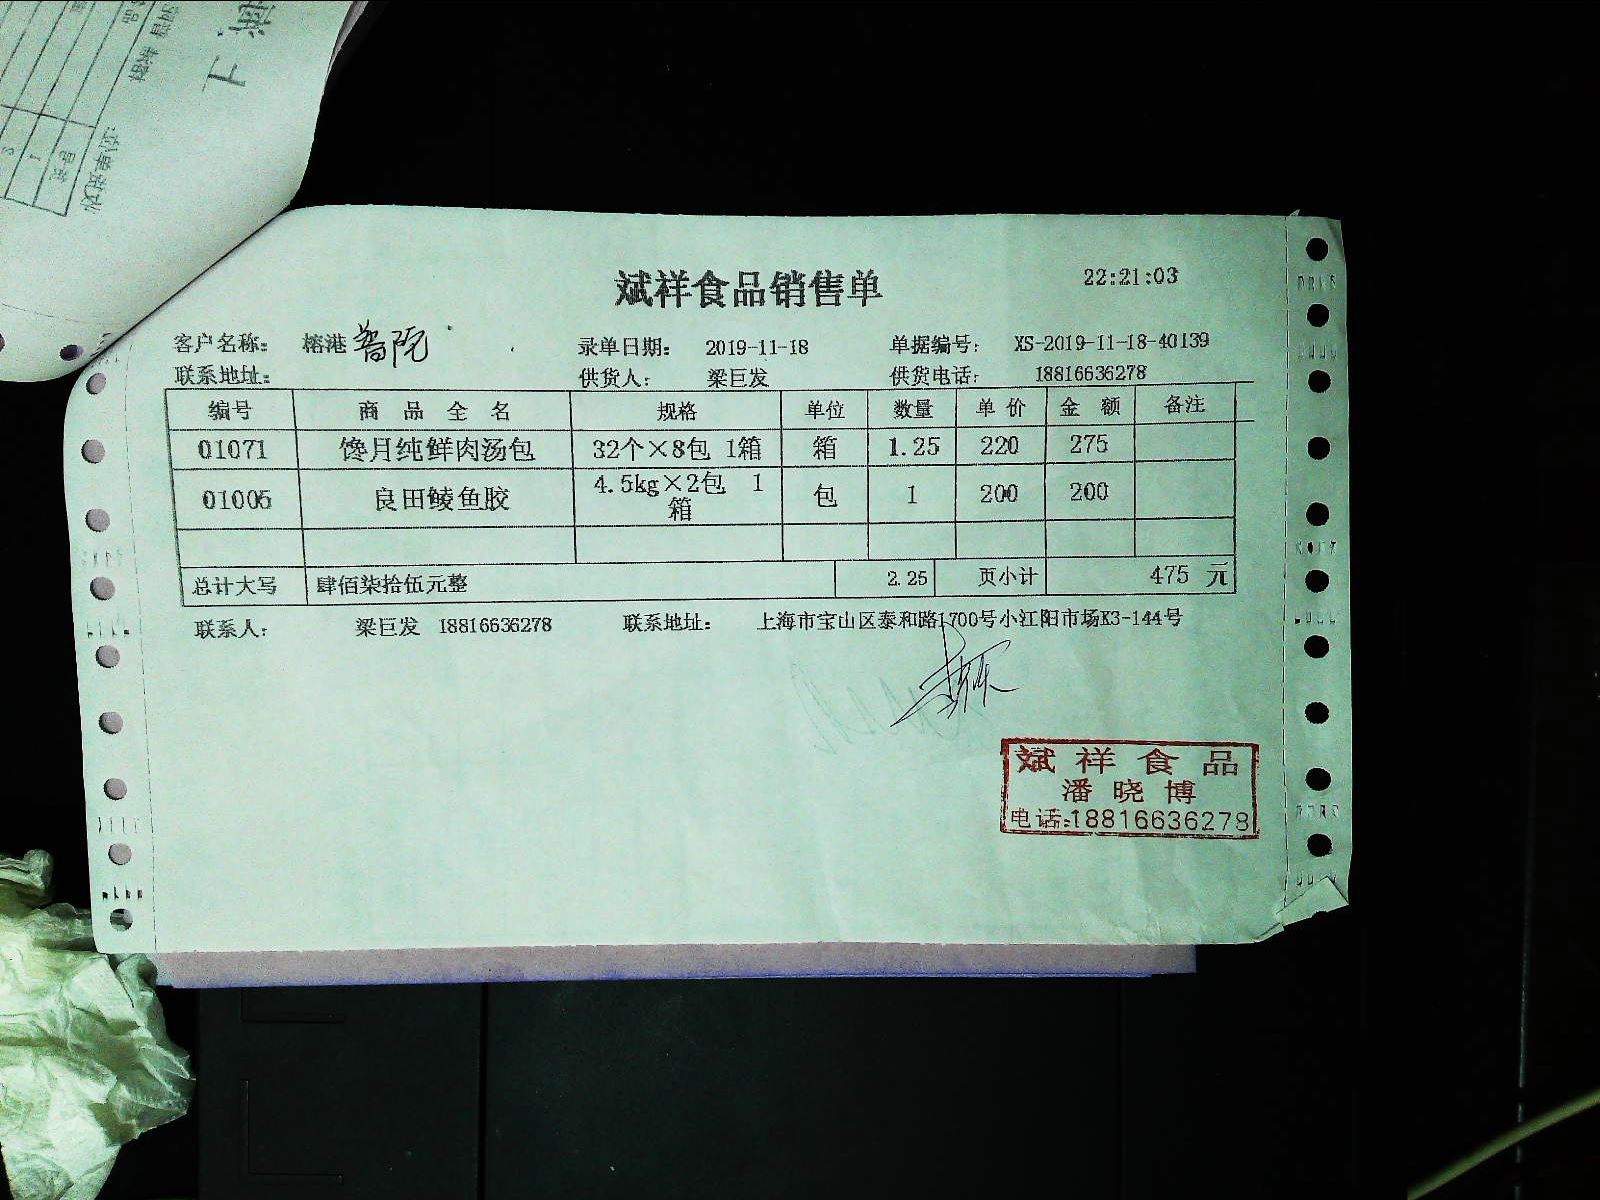 斌祥食品销售单 22:21:03
客户名称: 榕港 普陀 录单日期: 2019-11-18 单据编号: XS-2019-11-18-40139
联系地址: 供货人: 梁巨发 供货电话: 18816636278
编号 商品全名 规格 单位 数量 单价 金额 备注
01071 馋月纯鲜肉汤包 32个×8包 1箱 箱 1.25 220 275
01005 良田鲮鱼胶 4.5kg×2包 1箱 包 1 200 200
总计大写 肆佰柒拾伍元整 2.25 页小计 475 元
联系人: 梁巨发 18816636278 联系地址: 上海市宝山区泰和路1700号小江阳市场K3-144号
斌祥食品
潘晓博
电话:18816636278